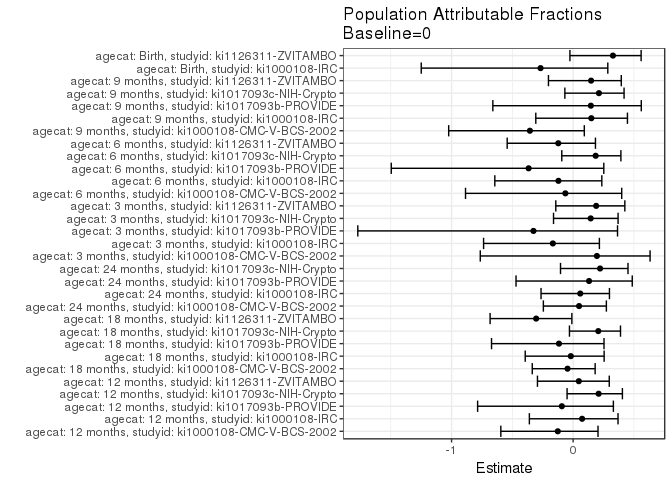 Population Attributable Fractions
Baseline=0
agecat: Birth, studyid: ki1126311-ZVITAMBO
agecat: Birth, studyid: ki1000108-IRC
agecat: 9 months, studyid: ki1126311-ZVITAMBO
agecat: 9 months, studyid: ki1017093c-NIH-Crypto
agecat: 9 months, studyid: ki1017093b-PROVIDE
agecat: 9 months, studyid: ki1000108-IRC
agecat: 9 months, studyid: ki1000108-CMC-V-BCS-2002
agecat: 6 months, studyid: ki1126311-ZVITAMBO
agecat: 6 months, studyid: ki1017093c-NIH-Crypto
agecat: 6 months, studyid: ki1017093b-PROVIDE
agecat: 6 months, studyid: ki1000108-IRC
agecat: 6 months, studyid: ki1000108-CMC-V-BCS-2002
agecat: 3 months, studyid: ki1126311-ZVITAMBO
agecat: 3 months, studyid: ki1017093c-NIH-Crypto
agecat: 3 months, studyid: ki1017093b-PROVIDE
agecat: 3 months, studyid: ki1000108-IRC
agecat: 3 months, studyid: ki1000108-CMC-V-BCS-2002
agecat: 24 months, studyid: ki1017093c-NIH-Crypto
agecat: 24 months, studyid: ki1017093b-PROVIDE
agecat: 24 months, studyid: ki1000108-IRC
agecat: 24 months, studyid: ki1000108-CMC-V-BCS-2002
agecat: 18 months, studyid: ki1126311-ZVITAMBO
agecat: 18 months, studyid: ki1017093c-NIH-Crypto
agecat: 18 months, studyid: ki1017093b-PROVIDE
agecat: 18 months, studyid: ki1000108-IRC
agecat: 18 months, studyid: ki1000108-CMC-V-BCS-2002
agecat: 12 months, studyid: ki1126311-ZVITAMBO
agecat: 12 months, studyid: ki1017093c-NIH-Crypto
agecat: 12 months, studyid: ki1017093b-PROVIDE
agecat: 12 months, studyid: ki1000108-IRC
agecat: 12 months, studyid: ki1000108-CMC-V-BCS-2002
-1 0
Estimate